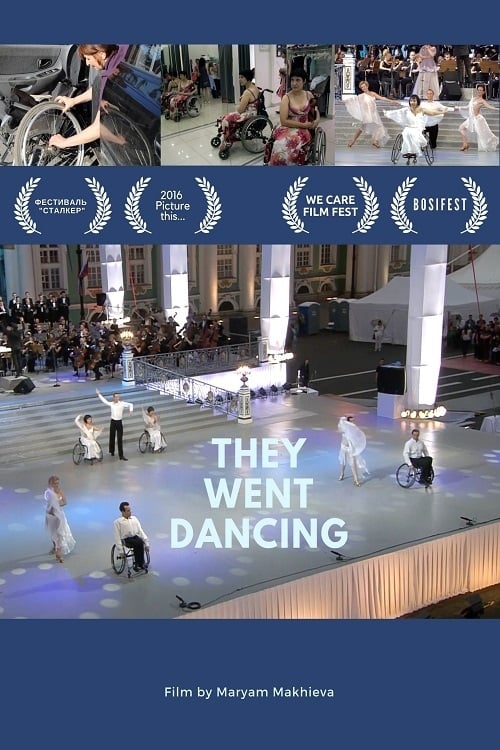 ФЕСТИВАЛЬ
"СТАЛКЕР"
2016
Picture
this...
WE CARE
FILM FEST
BOSIFEST
THEY
WENT
DANCING
Film by Maryam Makhieva